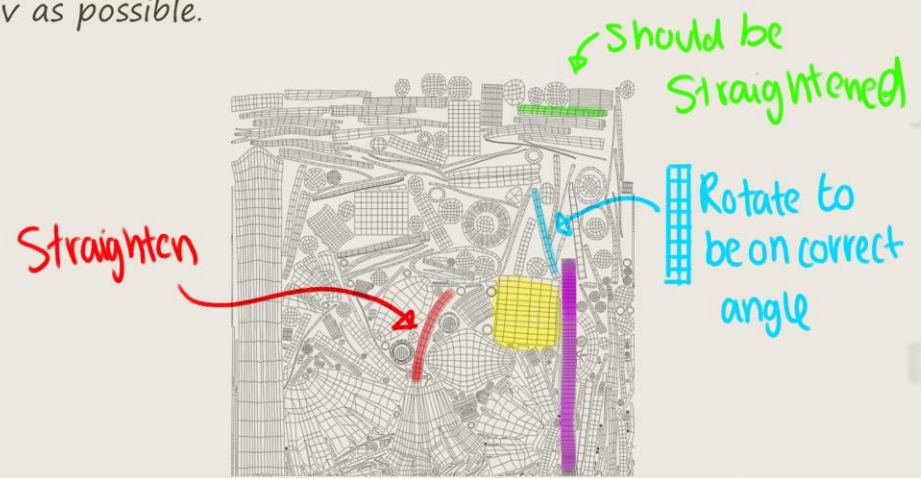 v as possible.
should be
Straightened
Rotate to
be on correct
angle
Straighten